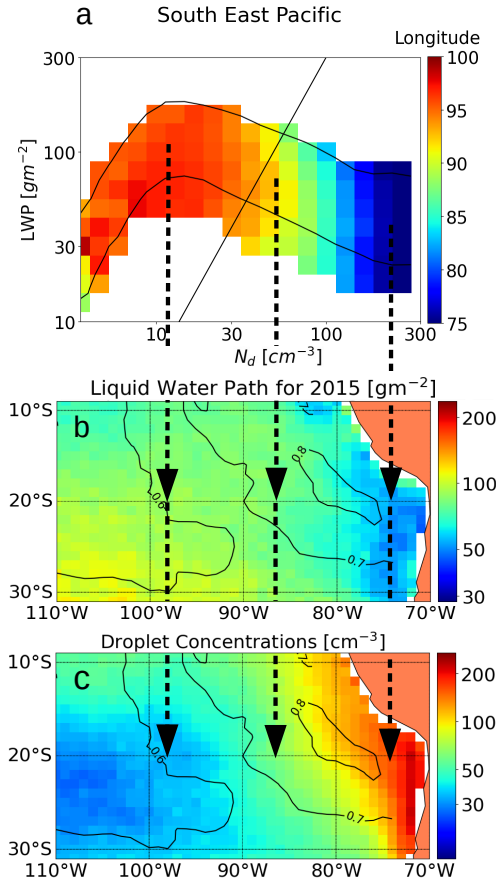 a South East Pacific
Longitude
300
100
30
10
LWP [gm⁻²]
10 30 100 300
N_d [cm⁻³]
100
95
90
85
80
75
Liquid Water Path for 2015 [gm⁻²]
b
10°S
20°S
30°S
110°W 100°W 90°W 80°W 70°W
0.6
0.8
0.7
200
100
50
30
Droplet Concentrations [cm⁻³]
c
10°S
20°S
30°S
110°W 100°W 90°W 80°W 70°W
0.6
0.8
0.7
200
100
50
30